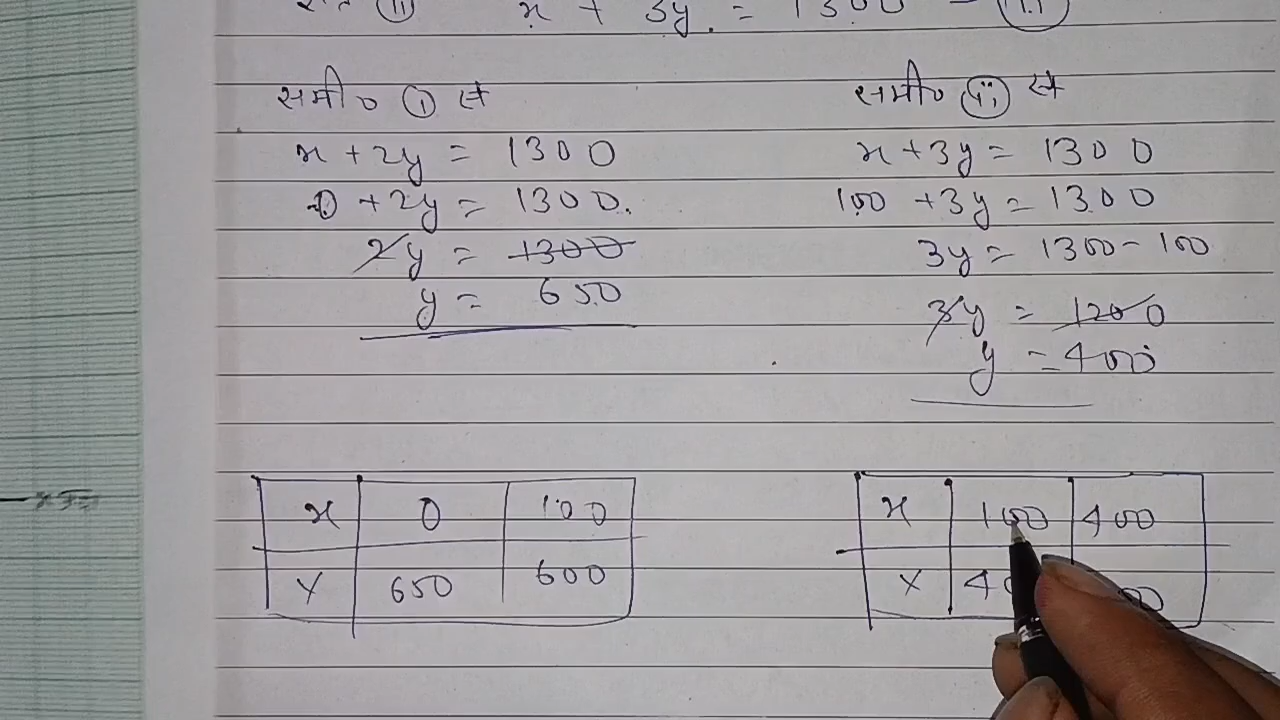 x + 3y = 1300 - (ii)
समी० (i) से
x + 2y = 1300
0 + 2y = 1300
2y = 1300
y = 650
समी० (ii) से
x + 3y = 1300
100 + 3y = 1300
3y = 1300 - 100
3y = 1200
y = 400
x 0 100
Y 650 600
x 100 400
Y